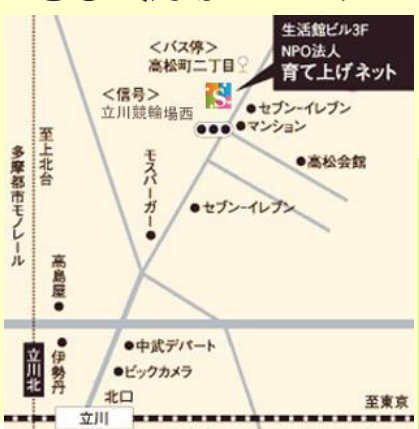 生活館ビル3F
NPO法人
育て上げネット
<バス停>
高松町二丁目
<信号>
立川競輪場西
セブン-イレブン
マンション
高松会館
至上北台
多摩都市モノレール
モスバーガー
セブン-イレブン
高島屋
伊勢丹
立川北
中武デパート
ビックカメラ
北口
立川
至東京